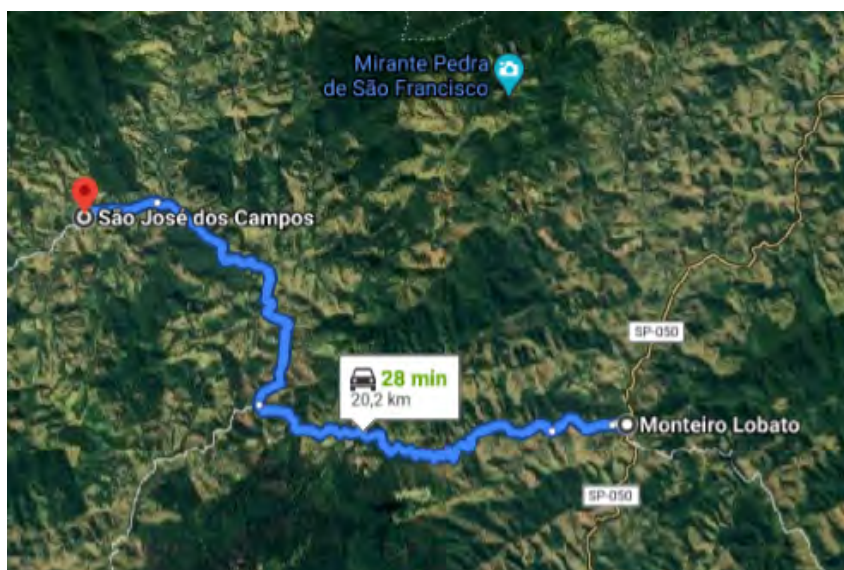 Mirante Pedra
de São Francisco
São José dos Campos
SP-050
28 min
20,2 km
Monteiro Lobato
SP-050